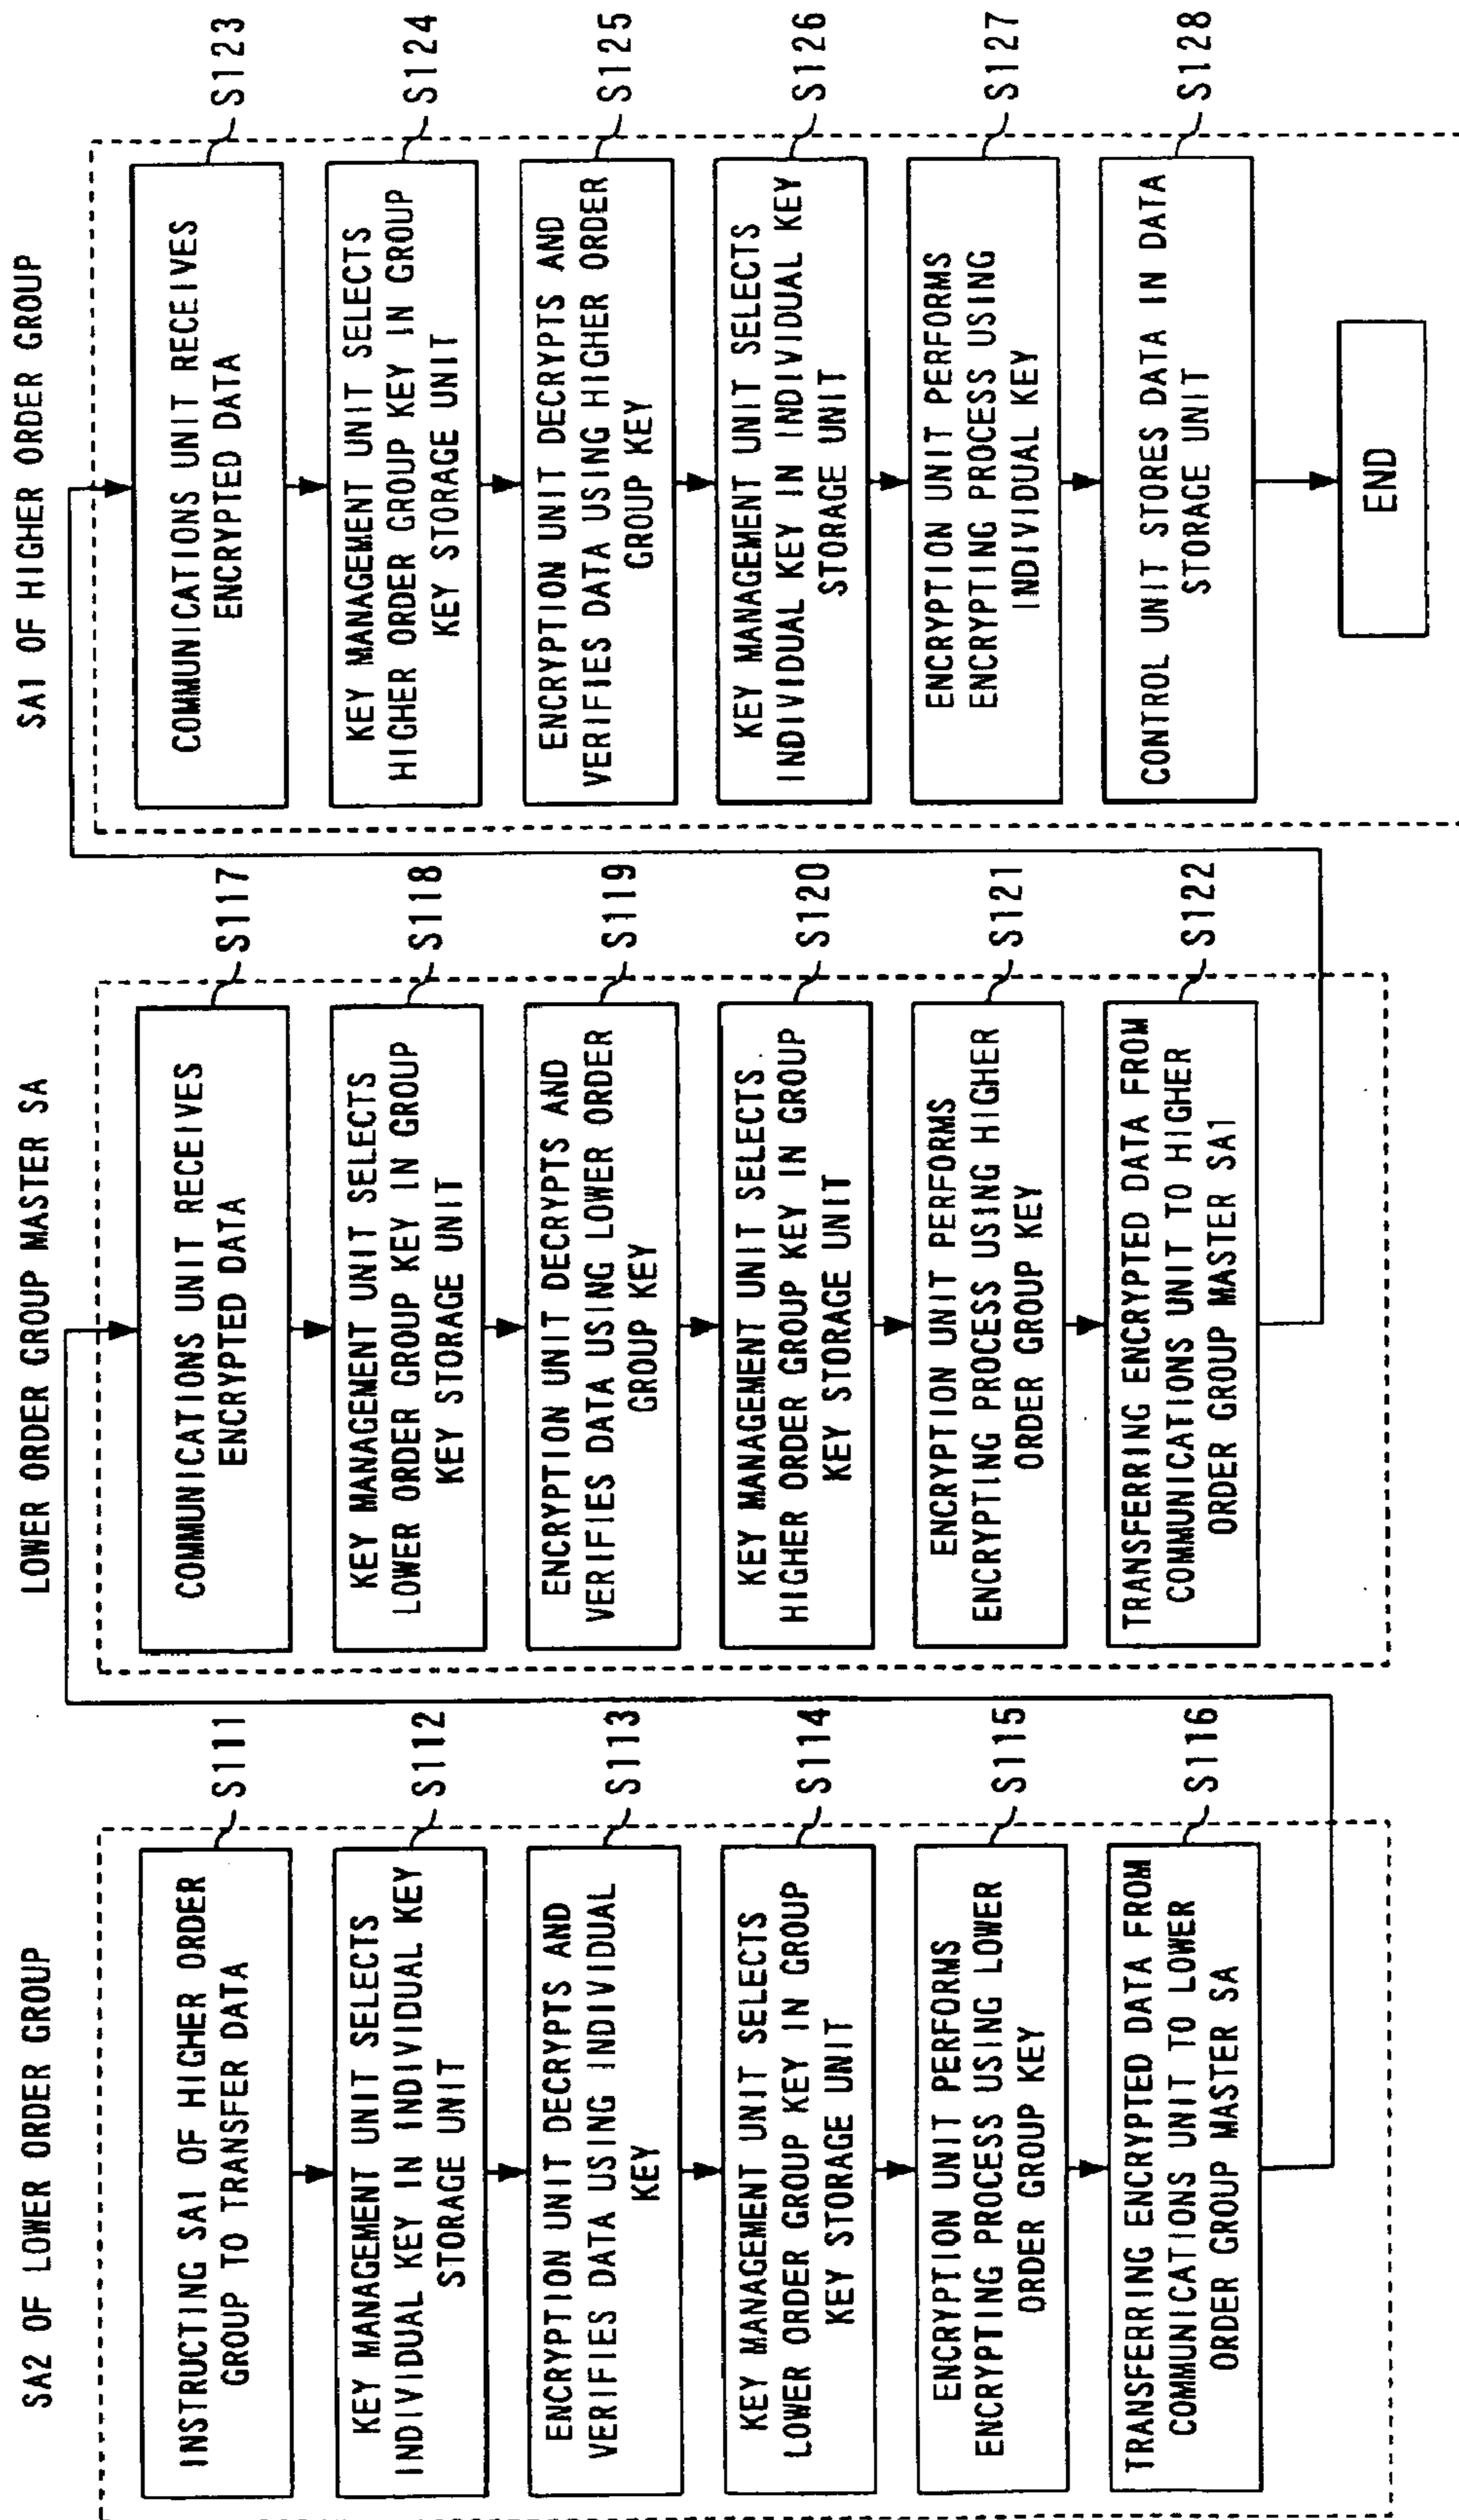 SA2 OF LOWER ORDER GROUP
INSTRUCTING SA1 OF HIGHER ORDER
GROUP TO TRANSFER DATA
S111
KEY MANAGEMENT UNIT SELECTS
INDIVIDUAL KEY IN INDIVIDUAL KEY
STORAGE UNIT
S112
ENCRYPTION UNIT DECRYPTS AND
VERIFIES DATA USING INDIVIDUAL
KEY
S113
KEY MANAGEMENT UNIT SELECTS
LOWER ORDER GROUP KEY IN GROUP
KEY STORAGE UNIT
S114
ENCRYPTION UNIT PERFORMS
ENCRYPTING PROCESS USING LOWER
ORDER GROUP KEY
S115
TRANSFERRING ENCRYPTED DATA FROM
COMMUNICATIONS UNIT TO LOWER
ORDER GROUP MASTER SA
S116
LOWER ORDER GROUP MASTER SA
COMMUNICATIONS UNIT RECEIVES
ENCRYPTED DATA
S117
KEY MANAGEMENT UNIT SELECTS
LOWER ORDER GROUP KEY IN GROUP
KEY STORAGE UNIT
S118
ENCRYPTION UNIT DECRYPTS AND
VERIFIES DATA USING LOWER ORDER
GROUP KEY
S119
KEY MANAGEMENT UNIT SELECTS
HIGHER ORDER GROUP KEY IN GROUP
KEY STORAGE UNIT
S120
ENCRYPTION UNIT PERFORMS
ENCRYPTING PROCESS USING HIGHER
ORDER GROUP KEY
S121
TRANSFERRING ENCRYPTED DATA FROM
COMMUNICATIONS UNIT TO HIGHER
ORDER GROUP MASTER SA1
S122
SA1 OF HIGHER ORDER GROUP
COMMUNICATIONS UNIT RECEIVES
ENCRYPTED DATA
S123
KEY MANAGEMENT UNIT SELECTS
HIGHER ORDER GROUP KEY IN GROUP
KEY STORAGE UNIT
S124
ENCRYPTION UNIT DECRYPTS AND
VERIFIES DATA USING HIGHER ORDER
GROUP KEY
S125
KEY MANAGEMENT UNIT SELECTS
INDIVIDUAL KEY IN INDIVIDUAL KEY
STORAGE UNIT
S126
ENCRYPTION UNIT PERFORMS
ENCRYPTING PROCESS USING
INDIVIDUAL KEY
S127
CONTROL UNIT STORES DATA IN DATA
STORAGE UNIT
S128
END